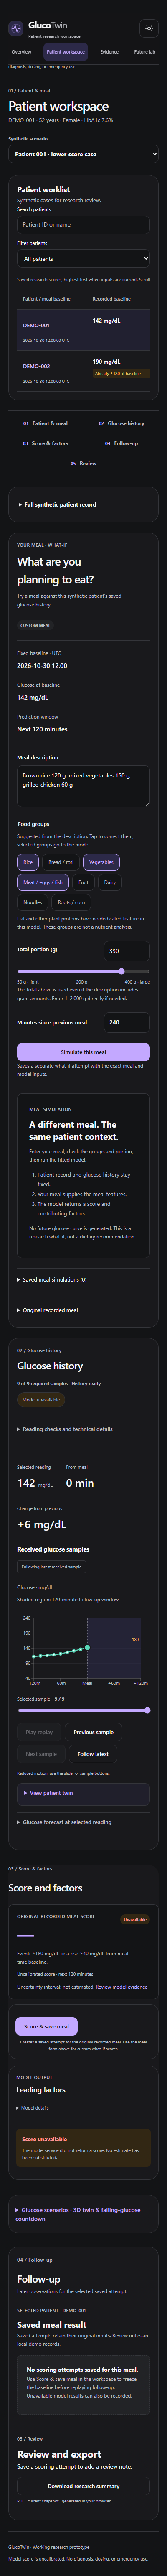 GlucoTwin
Patient research workspace
Overview
Patient workspace
Evidence
Future lab
diagnosis, dosing, or emergency use.
01 / Patient & meal
Patient workspace
DEMO-001 · 52 years · Female · HbA1c 7.6%
Synthetic scenario
Patient 001 · lower-score case
Patient worklist
Synthetic cases for research review.
Search patients
Patient ID or name
Filter patients
All patients
Saved research scores, highest first when inputs are current. Scroll
Patient / meal baseline
Recorded baseline
DEMO-001
142 mg/dL
2026-10-30 12:00:00 UTC
DEMO-002
190 mg/dL
Already ≥180 at baseline
2026-10-30 12:00:00 UTC
01 Patient & meal
02 Glucose history
03 Score & factors
04 Follow-up
05 Review
Full synthetic patient record
YOUR MEAL · WHAT-IF
What are you
planning to eat?
Try a meal against this synthetic patient's saved
glucose history.
CUSTOM MEAL
Fixed baseline · UTC
2026-10-30 12:00
Glucose at baseline
142 mg/dL
Prediction window
Next 120 minutes
Meal description
Brown rice 120 g, mixed vegetables 150 g,
grilled chicken 60 g
Food groups
Suggested from the description. Tap to correct them;
selected groups go to the model.
Rice
Bread / roti
Vegetables
Meat / eggs / fish
Fruit
Dairy
Noodles
Roots / corn
Dal and other plant proteins have no dedicated feature in
this model. These groups are not a nutrient analysis.
Total portion (g)
330
50 g · light
200 g
400 g · large
The total above is used even if the description includes
gram amounts. Enter 1–2,000 g directly if needed.
Minutes since previous meal
240
Simulate this meal
Saves a separate what-if attempt with the exact meal and
model inputs.
MEAL SIMULATION
A different meal. The
same patient context.
Enter your meal, check the groups and portion,
then run the fitted model.
1. Patient record and glucose history stay
fixed.
2. Your meal supplies the meal features.
3. The model returns a score and
contributing factors.
No future glucose curve is generated. This is a
research what if, not a dietary recommendation.
Saved meal simulations (0)
Original recorded meal
02 / Glucose history
Glucose history
9 of 9 required samples · History ready
Model unavailable
Reading checks and technical details
Selected reading
From meal
142 mg/dL
0 min
Change from previous
+6 mg/dL
Received glucose samples
Following latest received sample
Glucose · mg/dL
Shaded region: 120-minute follow-up window
240
190
140
90
40
180
-120m
-60m
Meal
+60m
+120m
Selected sample 9 / 9
Play replay
Previous sample
Next sample
Follow latest
Reduced motion: use the slider or sample buttons.
View patient twin
Glucose forecast at selected reading
03 / Score & factors
Score and factors
ORIGINAL RECORDED MEAL SCORE
Unavailable
Event: ≥180 mg/dL or a rise ≥40 mg/dL from meal-
time baseline.
Uncalibrated score · next 120 minutes
Uncertainty interval: not estimated. Review model evidence
Score & save meal
Creates a saved attempt for the original recorded meal. Use the meal
form above for custom what-if scores.
MODEL OUTPUT
Leading factors
Model details
Score unavailable
The model service did not return a score. No estimate has
been substituted.
Glucose scenarios · 3D twin & falling-glucose
countdown
04 / Follow-up
Follow-up
Later observations for the selected saved attempt.
SELECTED PATIENT · DEMO-001
Saved meal result
Saved attempts retain their original inputs. Review notes are
local demo records.
No scoring attempts saved for this meal.
Use Score & save in the workspace to freeze
the baseline before replaying follow-up.
Unavailable model results can also be recorded.
05 / Review
Review and export
Save a scoring attempt to add a review note.
Download research summary
PDF · current snapshot · generated in your browser
GlucoTwin · Working research prototype
Model score is uncalibrated. No diagnosis, dosing, or emergency use.